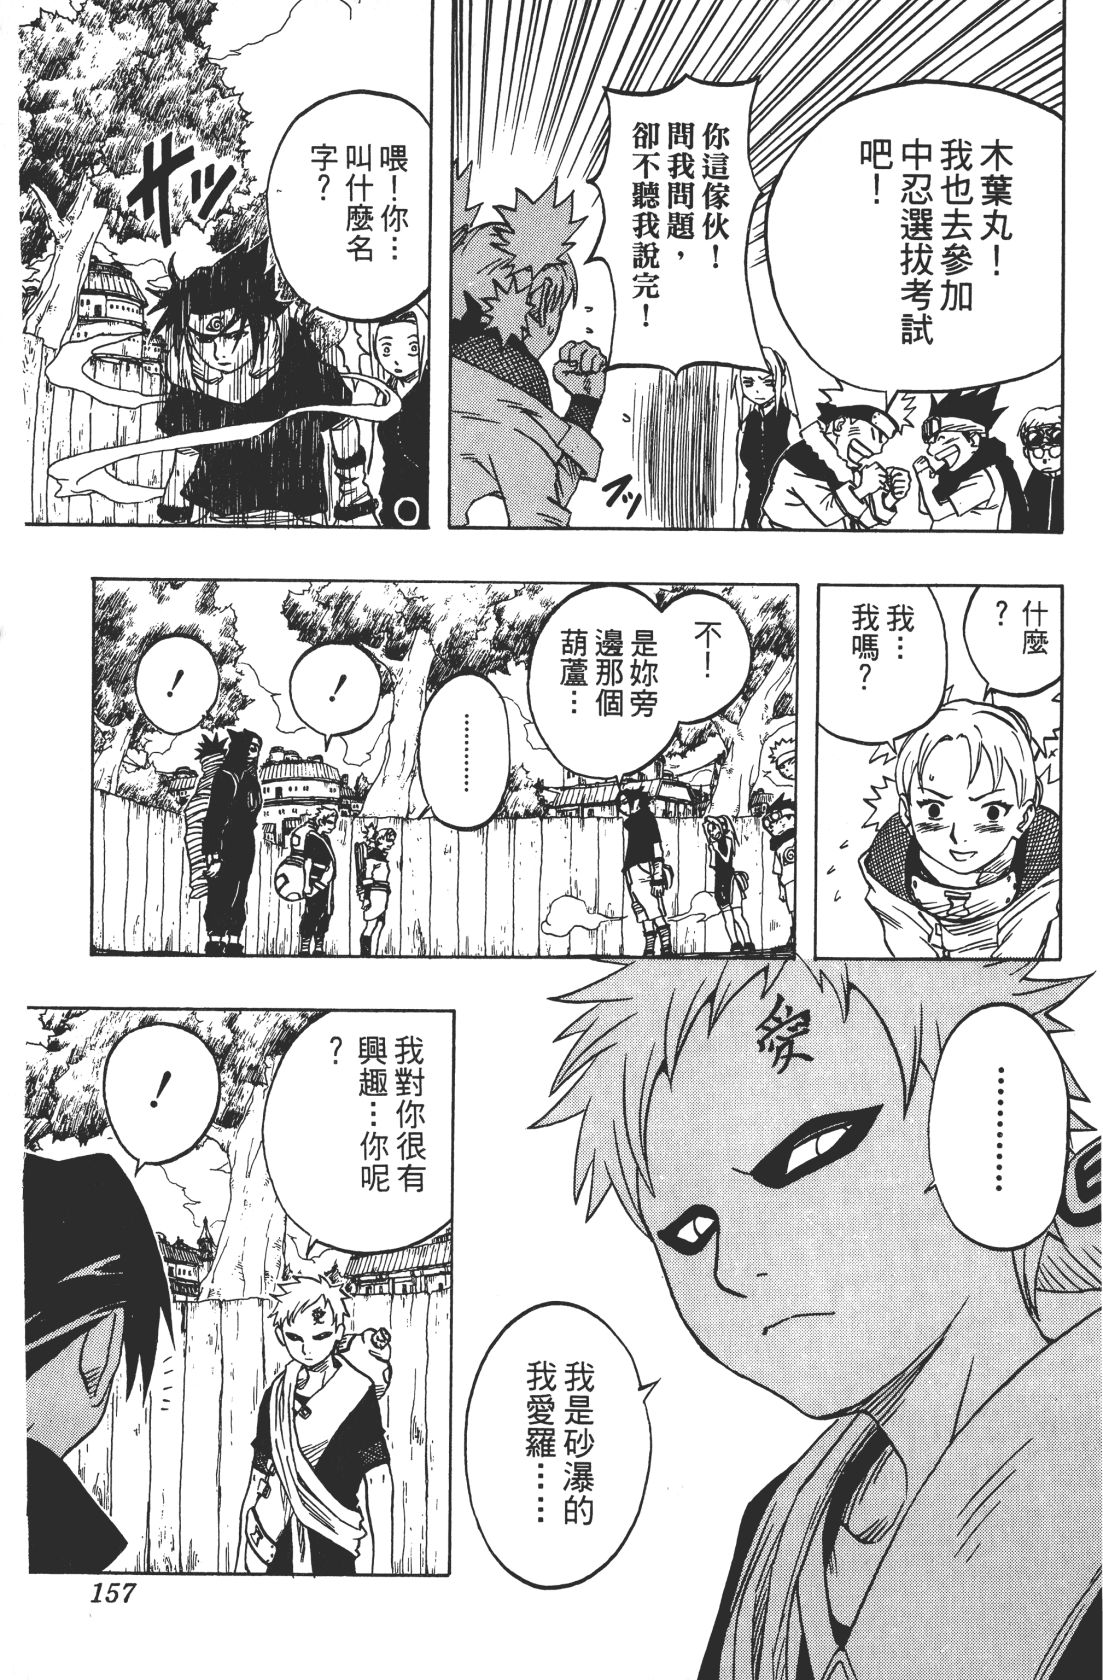 木葉丸！
我也去參加
中忍選拔考試
吧！
你這傢伙！
問我問題，
卻不聽我說完！
喂！你…
叫什麼名
字？
什麼
？
我…
我嗎？
不！
是妳旁
邊那個
葫蘆…
………
！
！
…………
愛
我是砂瀑的
我愛羅……
我對你很有
興趣…你呢
？
！
愛
157